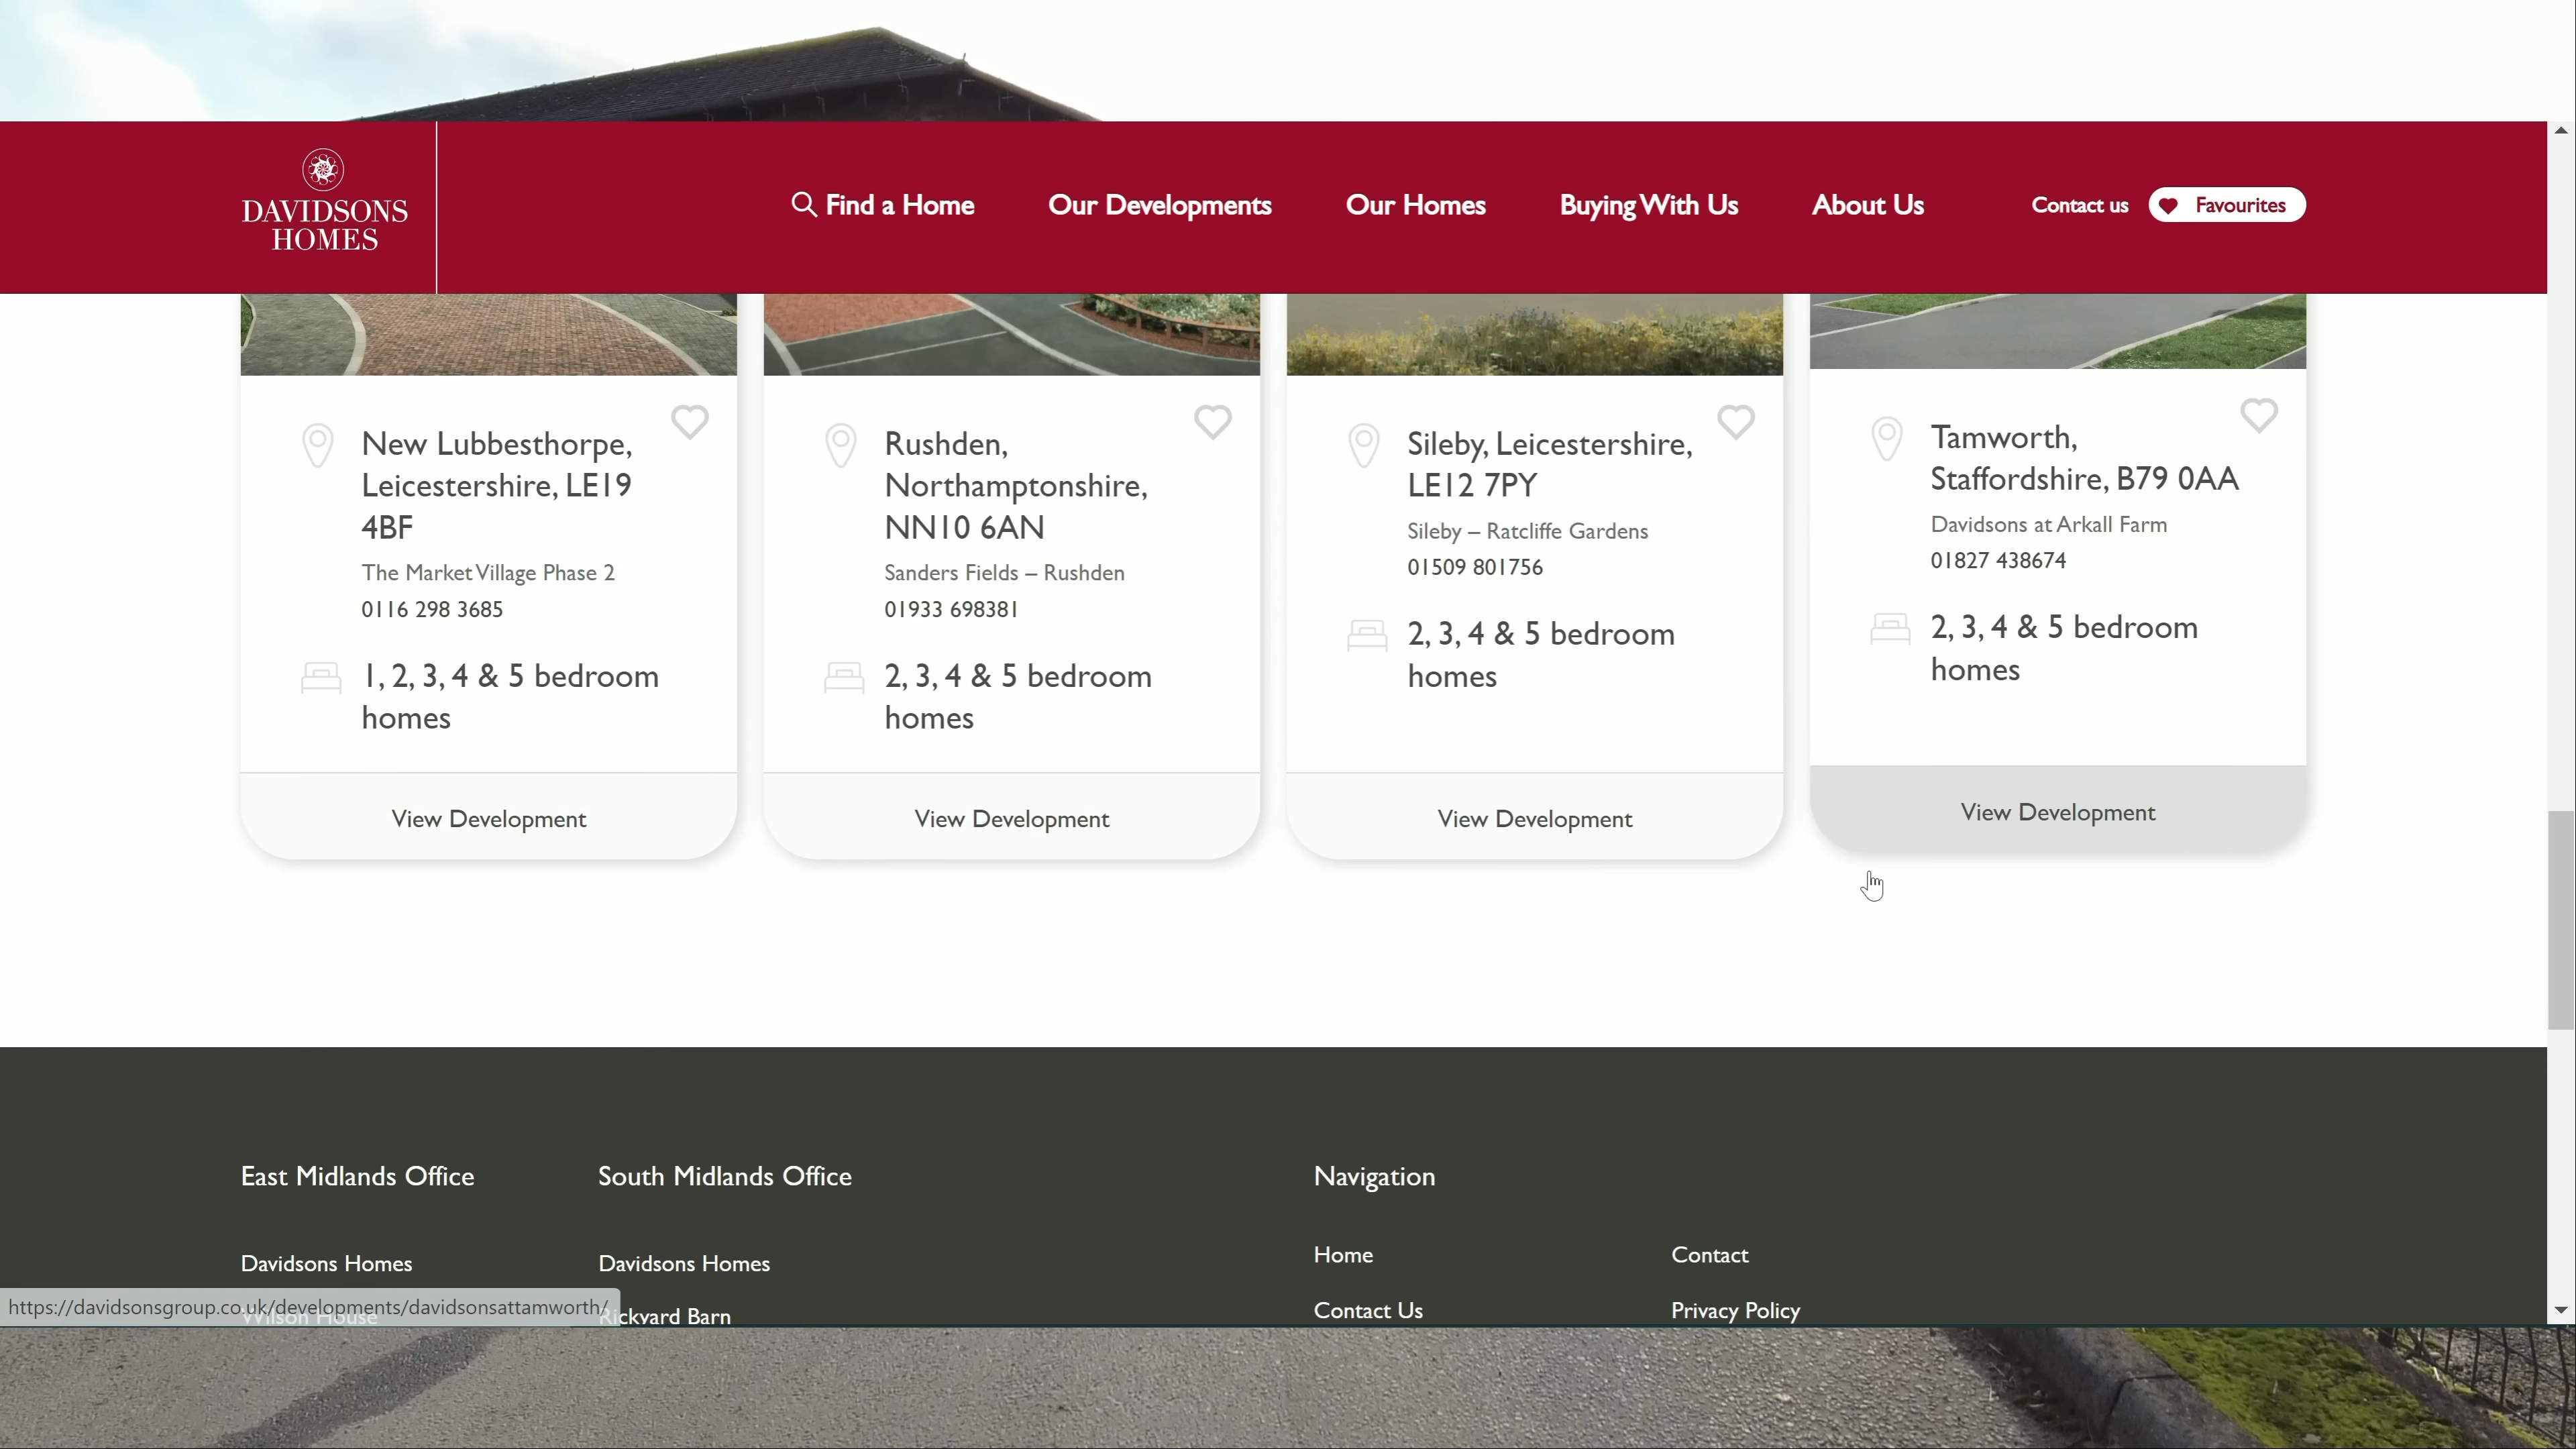 DAVIDSONS
HOMES
Find a Home
Our Developments
Our Homes
Buying With Us
About Us
Contact us
Favourites
New Lubbesthorpe,
Leicestershire, LE19
4BF
The Market Village Phase 2
0116 298 3685
1, 2, 3, 4 & 5 bedroom
homes
View Development
Rushden,
Northamptonshire,
NN10 6AN
Sanders Fields – Rushden
01933 698381
2, 3, 4 & 5 bedroom
homes
View Development
Sileby, Leicestershire,
LE12 7PY
Sileby – Ratcliffe Gardens
01509 801756
2, 3, 4 & 5 bedroom
homes
View Development
Tamworth,
Staffordshire, B79 0AA
Davidsons at Arkall Farm
01827 438674
2, 3, 4 & 5 bedroom
homes
View Development
East Midlands Office
Davidsons Homes
Wilson House
South Midlands Office
Davidsons Homes
Rickyard Barn
Navigation
Home
Contact Us
Contact
Privacy Policy
https://davidsonsgroup.co.uk/developments/davidsonsattamworth/